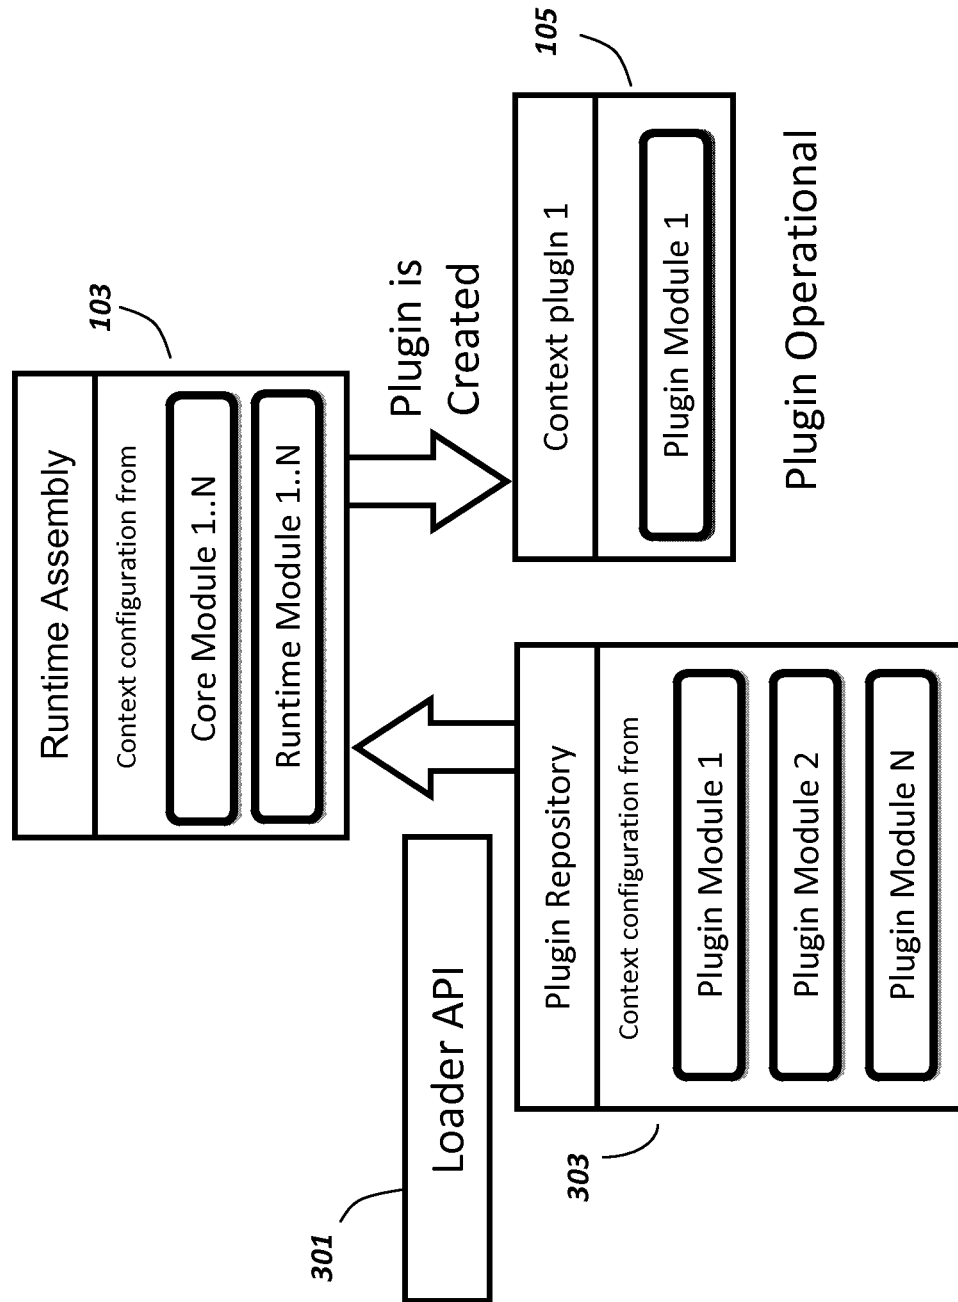 103
Runtime Assembly
Context configuration from
Core Module 1..N
Runtime Module 1..N
301
Loader API
Plugin is
Created
303
Plugin Repository
Context configuration from
Plugin Module 1
Plugin Module 2
Plugin Module N
105
Context plugIn 1
Plugin Module 1
Plugin Operational